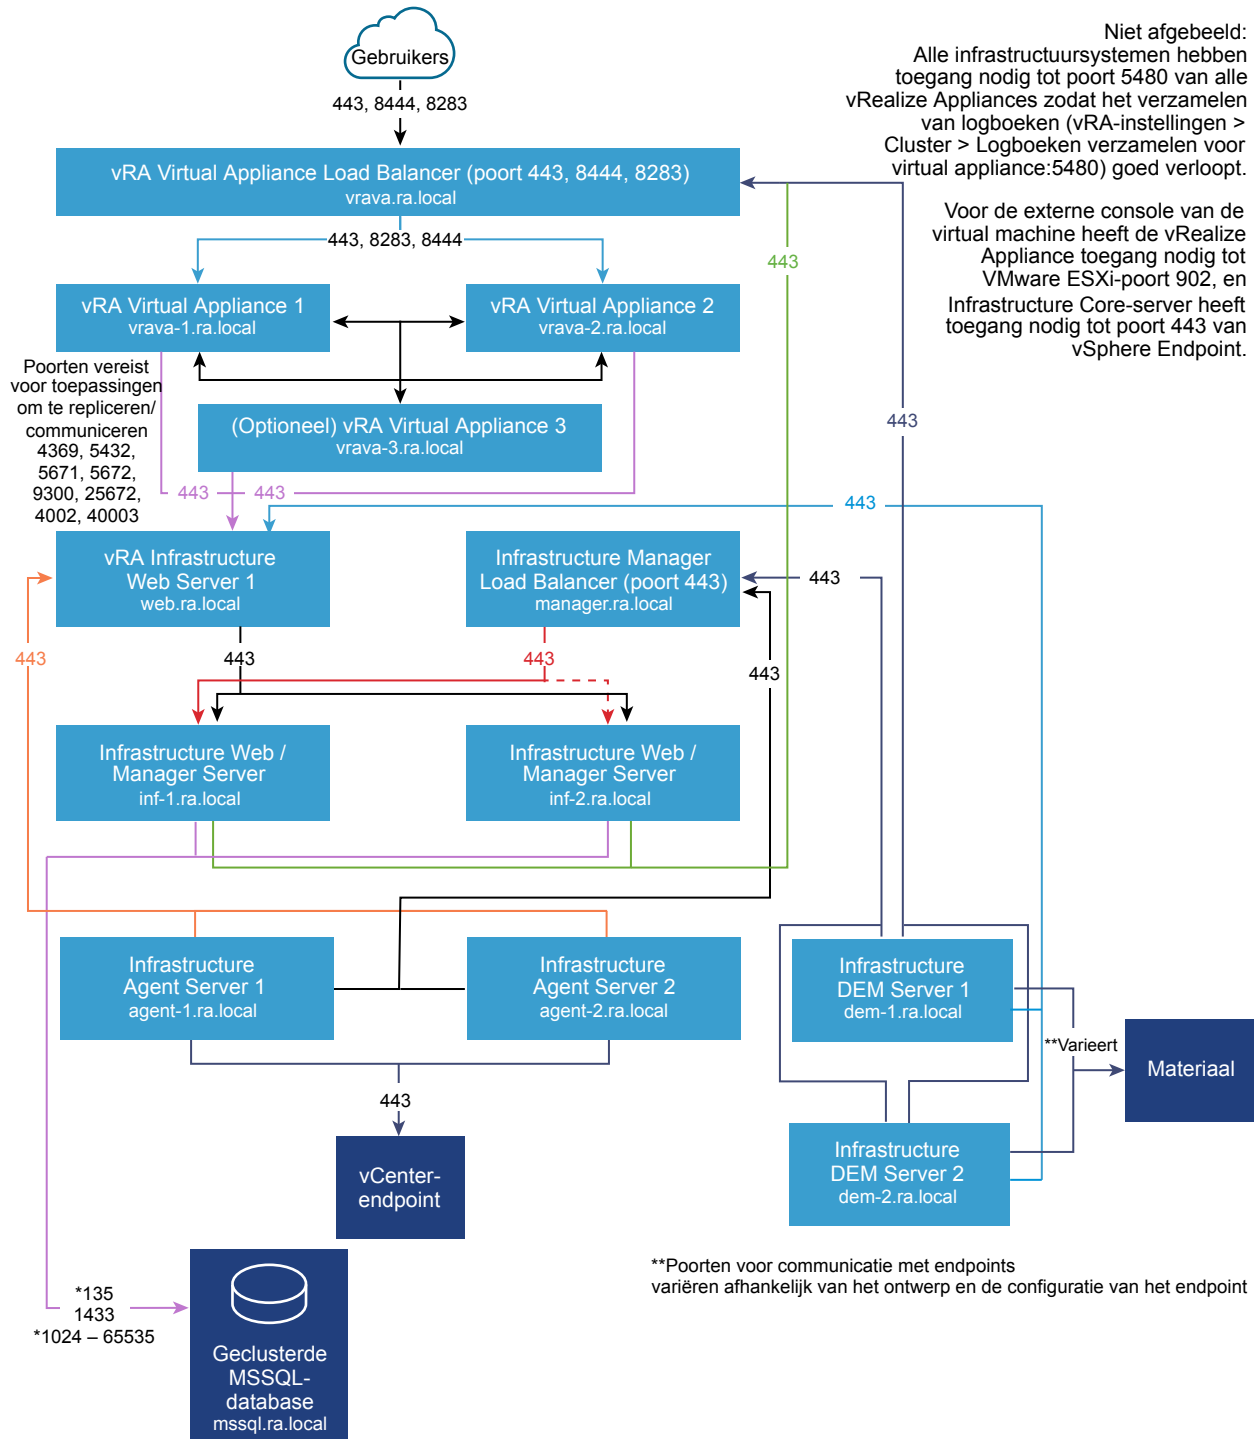 Gebruikers
443, 8444, 8283
Niet afgebeeld:
Alle infrastructuursystemen hebben
toegang nodig tot poort 5480 van alle
vRealize Appliances zodat het verzamelen
van logboeken (vRA-instellingen >
Cluster > Logboeken verzamelen voor
virtual appliance:5480) goed verloopt.
Voor de externe console van de
virtual machine heeft de vRealize
Appliance toegang nodig tot
VMware ESXi-poort 902, en
Infrastructure Core-server heeft
toegang nodig tot poort 443 van
vSphere Endpoint.
vRA Virtual Appliance Load Balancer (poort 443, 8444, 8283)
vrava.ra.local
443, 8283, 8444
443
vRA Virtual Appliance 1
vrava-1.ra.local
vRA Virtual Appliance 2
vrava-2.ra.local
Poorten vereist
voor toepassingen
om te repliceren/
communiceren
4369, 5432,
5671, 5672,
9300, 25672,
4002, 40003
(Optioneel) vRA Virtual Appliance 3
vrava-3.ra.local
443
443
443
443
vRA Infrastructure
Web Server 1
web.ra.local
Infrastructure Manager
Load Balancer (poort 443)
manager.ra.local
443
443
443
443
443
Infrastructure Web /
Manager Server
inf-1.ra.local
Infrastructure Web /
Manager Server
inf-2.ra.local
Infrastructure
Agent Server 1
agent-1.ra.local
Infrastructure
Agent Server 2
agent-2.ra.local
Infrastructure
DEM Server 1
dem-1.ra.local
**Varieert
Materiaal
443
vCenter-
endpoint
Infrastructure
DEM Server 2
dem-2.ra.local
**Poorten voor communicatie met endpoints
variëren afhankelijk van het ontwerp en de configuratie van het endpoint
*135
1433
*1024 – 65535
Geclusterde
MSSQL-
database
mssql.ra.local